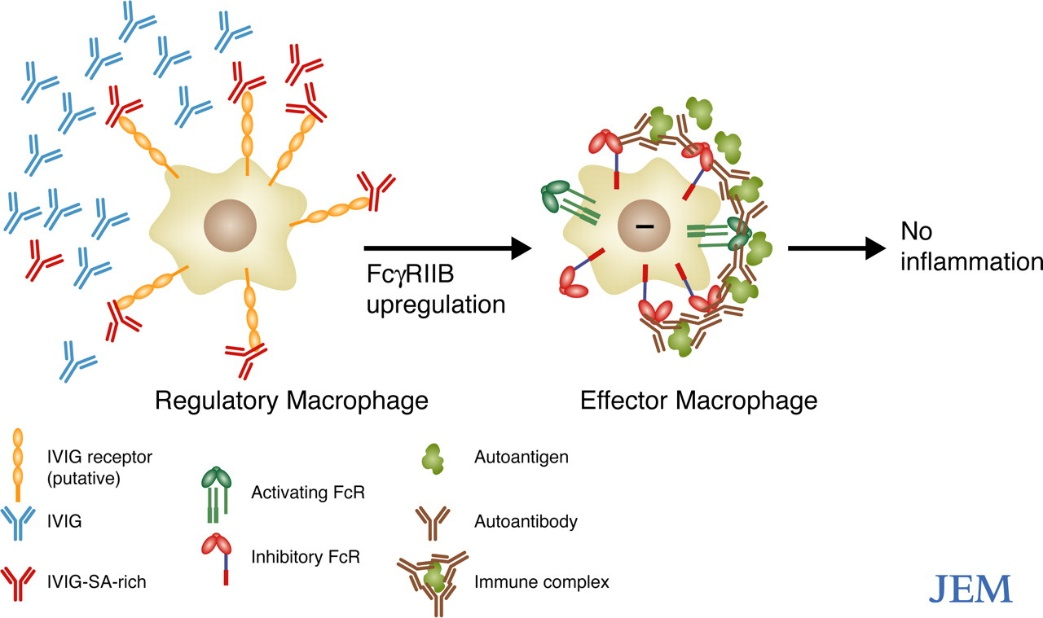 FcγRIIB
upregulation
No
inflammation
Regulatory Macrophage
Effector Macrophage
IVIG receptor
(putative)
IVIG
IVIG-SA-rich
Activating FcR
Inhibitory FcR
Autoantigen
Autoantibody
Immune complex
JEM